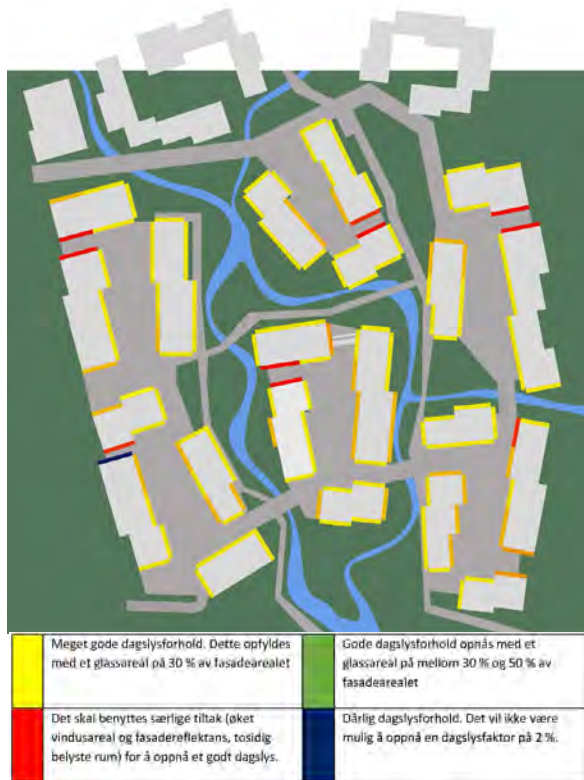 Meget gode dagslysforhold. Dette opfyldes
med et glassareal på 30 % av fasadearealet
Gode dagslysforhold opnås med et
glassareal på mellom 30 % og 50 % av
fasadearealet
Det skal benyttes særlige tiltak (øket
vindusareal og fasadereflektans, tosidig
belyste rum) for å oppnå et godt dagslys.
Dårlig dagslysforhold. Det vil ikke være
mulig å oppnå en dagslysfaktor på 2 %.